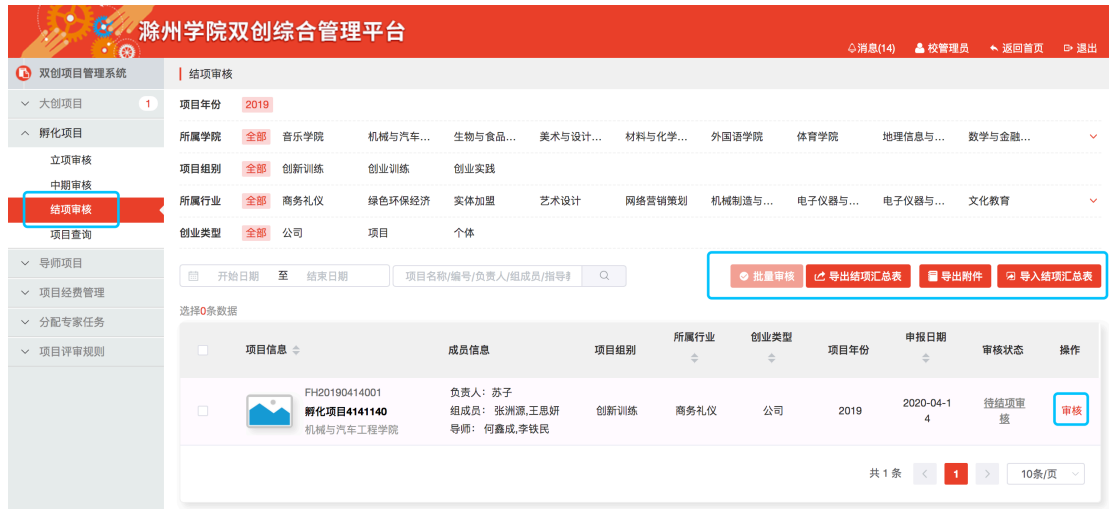 滁州学院双创综合管理平台
消息(14) 校管理员 返回首页 退出
双创项目管理系统
大创项目 1
孵化项目
立项审核
中期审核
结项审核
项目查询
导师项目
项目经费管理
分配专家任务
项目评审规则
结项审核
项目年份 2019
所属学院 全部 音乐学院 机械与汽车... 生物与食品... 美术与设计... 材料与化学... 外国语学院 体育学院 地理信息与... 数学与金融...
项目组别 全部 创新训练 创业训练 创业实践
所属行业 全部 商务礼仪 绿色环保经济 实体加盟 艺术设计 网络营销策划 机械制造与... 电子仪器与... 电子仪器与... 文化教育
创业类型 全部 公司 项目 个体
开始日期 至 结束日期 项目名称/编号/负责人/组成员/指导 批量审核 导出结项汇总表 导出附件 导入结项汇总表
选择0条数据
项目信息 成员信息 项目组别 所属行业 创业类型 项目年份 申报日期 审核状态 操作
FH20190414001
孵化项目4141140
机械与汽车工程学院
负责人： 苏子
组成员： 张洲源,王思妍
导师： 何鑫成,李铁民
创新训练 商务礼仪 公司 2019
2020-04-1
4
待结项审
核
审核
共 1 条 1 10条/页